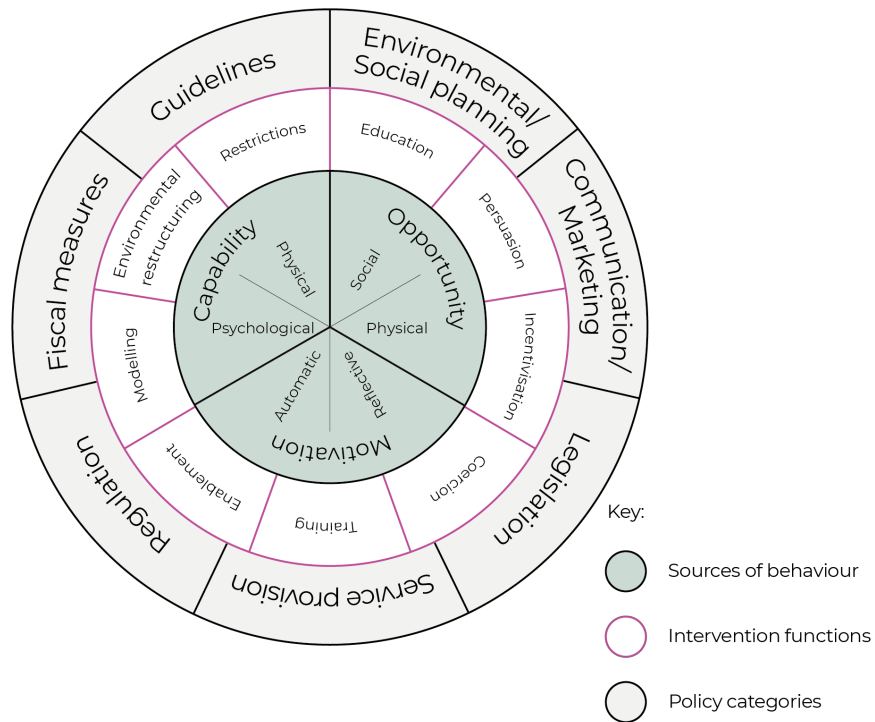 Guidelines
Environmental/
Social planning
Communication/
Marketing
Legislation
Service provision
Regulation
Fiscal measures
Restrictions
Education
Persuasion
Incentivisation
Coercion
Training
Enablement
Modelling
Environmental
restructuring
Capability
Physical
Psychological
Opportunity
Social
Physical
Motivation
Automatic
Reflective
Key:
Sources of behaviour
Intervention functions
Policy categories